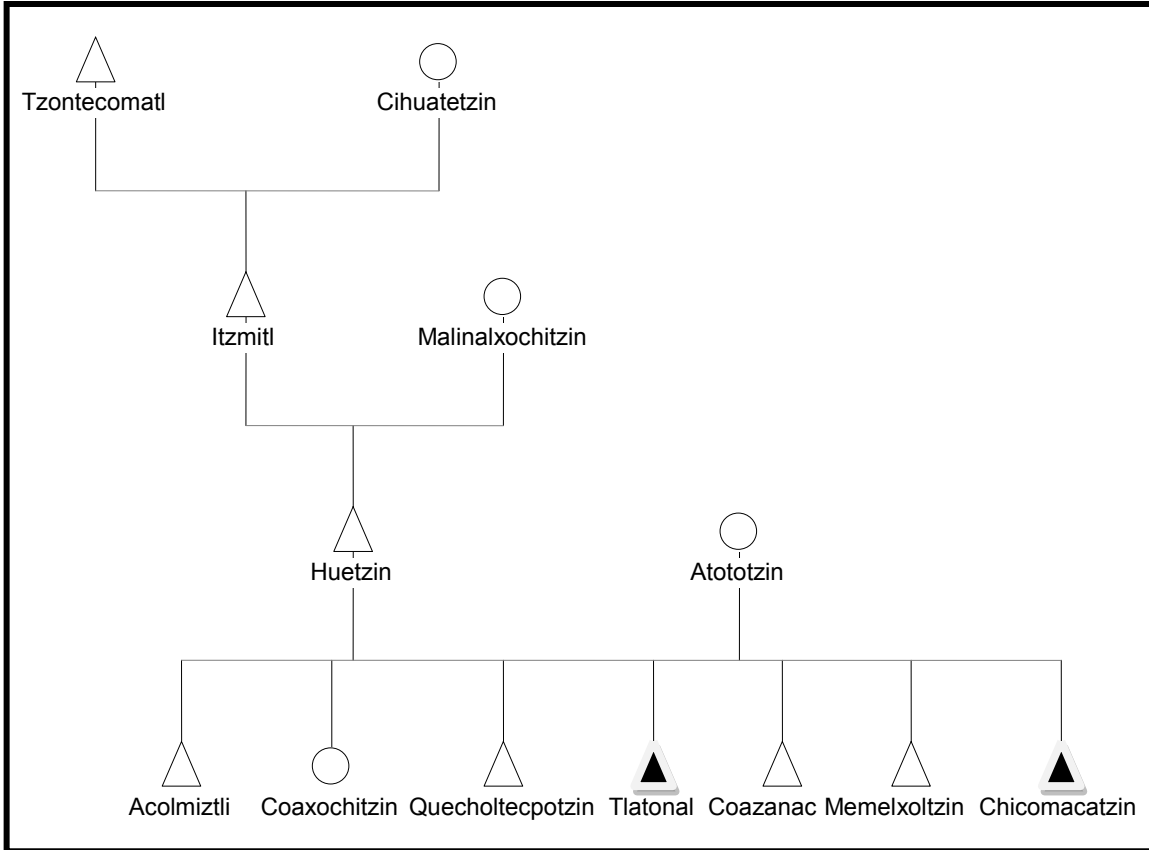 Tzontecomatl Cihuatetzin
Itzmitl Malinalxochitzin
Huetzin Atototzin
Acolmiztli Coaxochitzin Quecholtecpotzin Tlatonal Coazanac Memelxoltzin Chicomacatzin